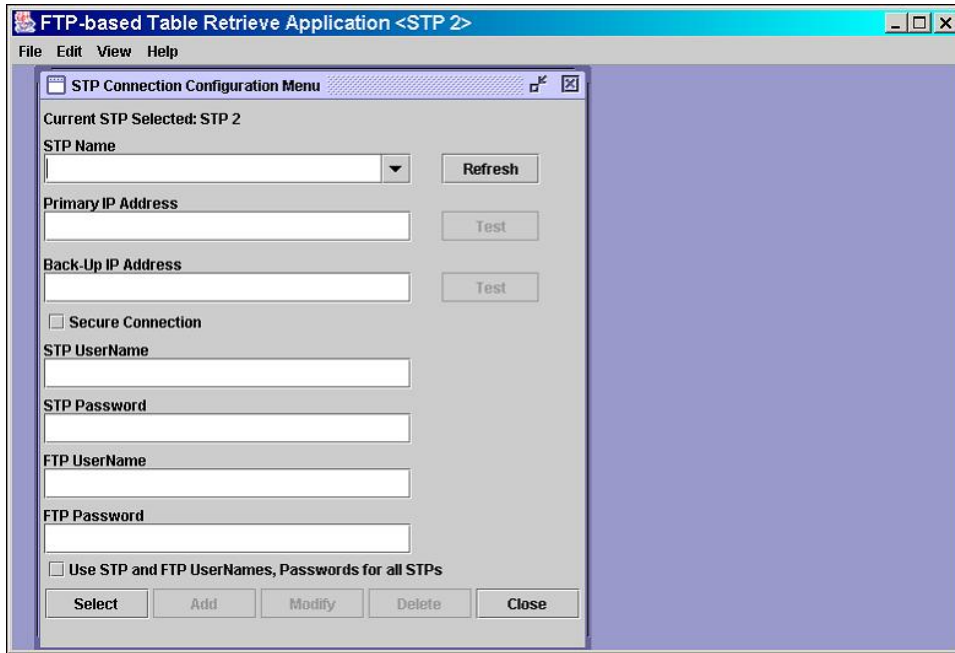 FTP-based Table Retrieve Application <STP 2>
File Edit View Help
STP Connection Configuration Menu
Current STP Selected: STP 2
STP Name
Refresh
Primary IP Address
Test
Back-Up IP Address
Test
Secure Connection
STP UserName
STP Password
FTP UserName
FTP Password
Use STP and FTP UserNames, Passwords for all STPs
Select Add Modify Delete Close